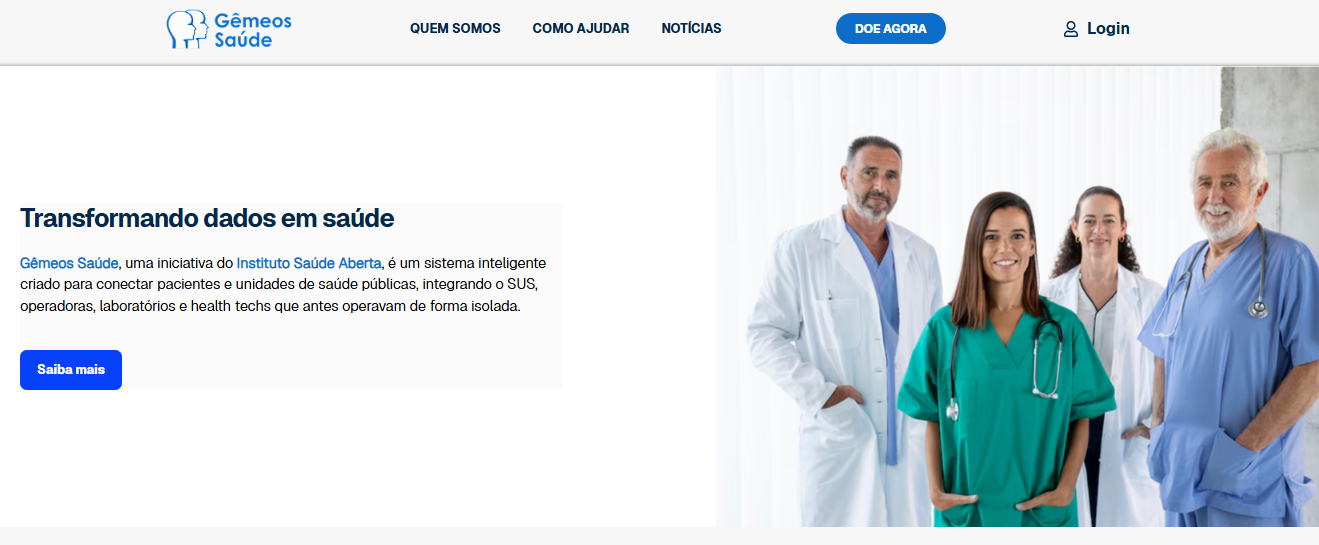 Gêmeos
Saúde
QUEM SOMOS
COMO AJUDAR
NOTÍCIAS
DOE AGORA
Login
Transformando dados em saúde
Gêmeos Saúde, uma iniciativa do Instituto Saúde Aberta, é um sistema inteligente
criado para conectar pacientes e unidades de saúde públicas, integrando o SUS,
operadoras, laboratórios e health techs que antes operavam de forma isolada.
Saiba mais